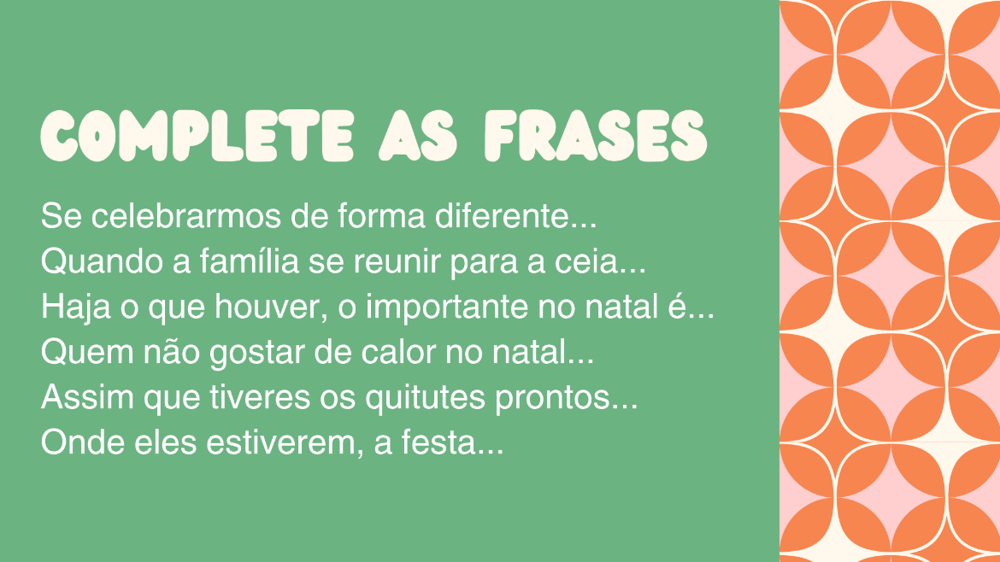 COMPLETE AS FRASES
Se celebrarmos de forma diferente...
Quando a família se reunir para a ceia...
Haja o que houver, o importante no natal é...
Quem não gostar de calor no natal...
Assim que tiveres os quitutes prontos...
Onde eles estiverem, a festa...